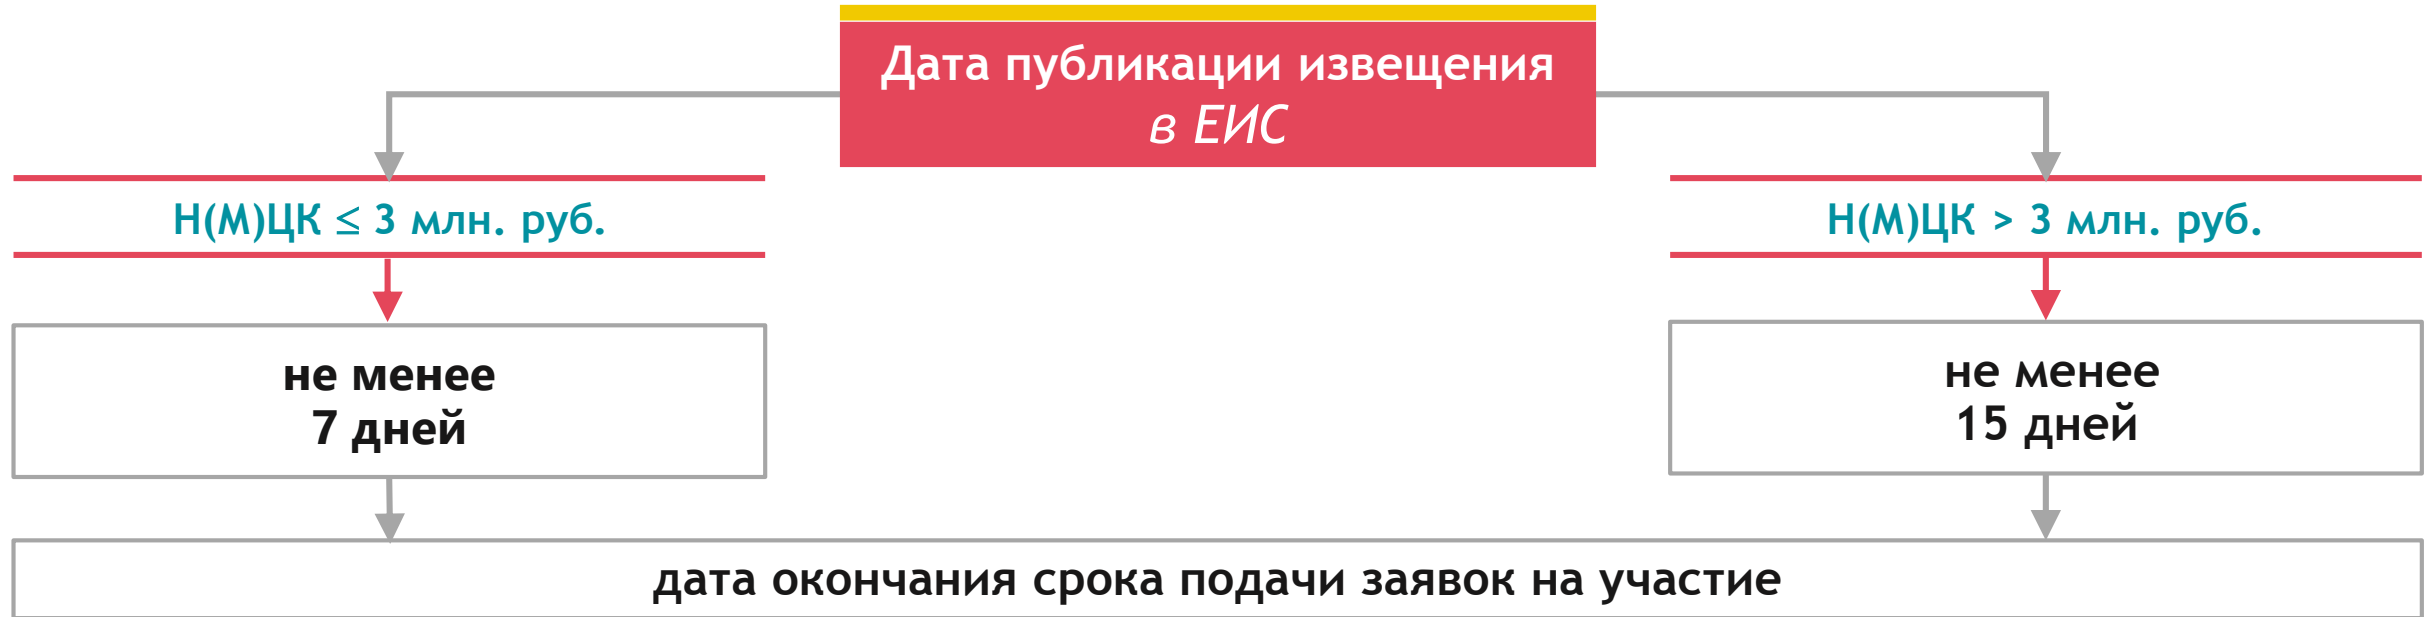 Дата публикации извещения
в ЕИС
Н(М)ЦК ≤ 3 млн. руб.
Н(М)ЦК > 3 млн. руб.
не менее
7 дней
не менее
15 дней
дата окончания срока подачи заявок на участие